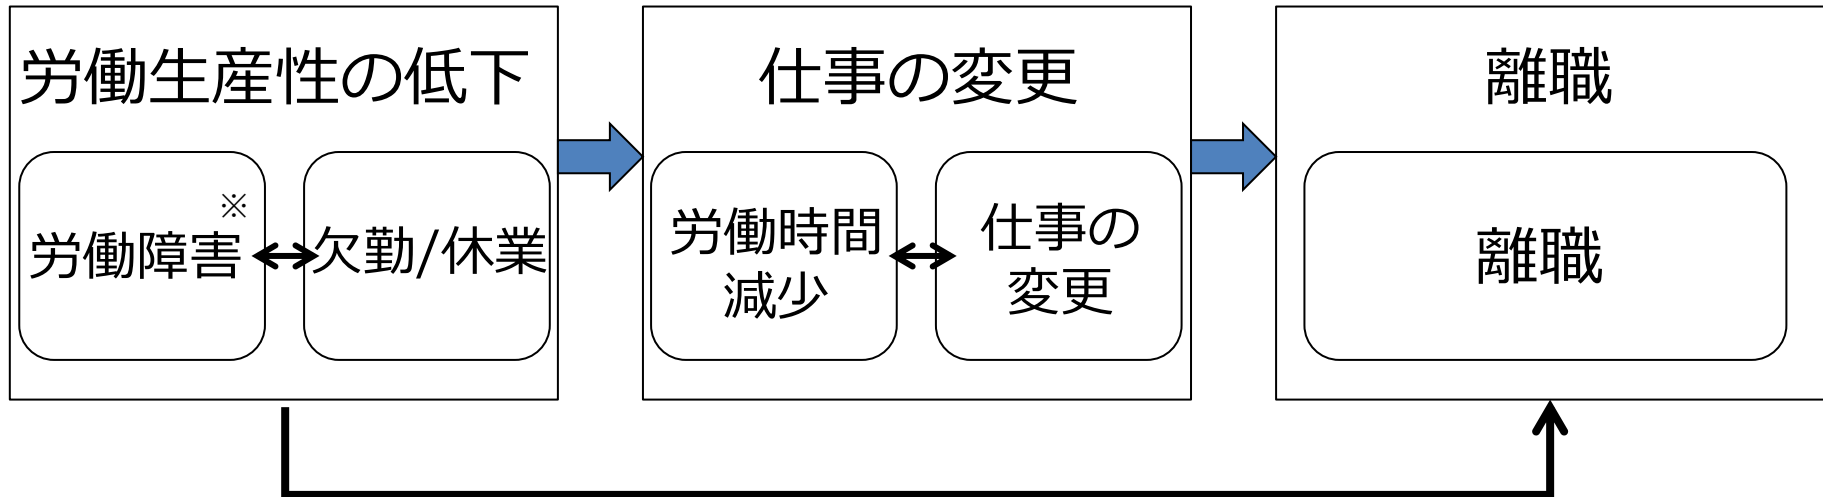 労働生産性の低下
※
労働障害
欠勤/休業
仕事の変更
労働時間
減少
仕事の
変更
離職
離職